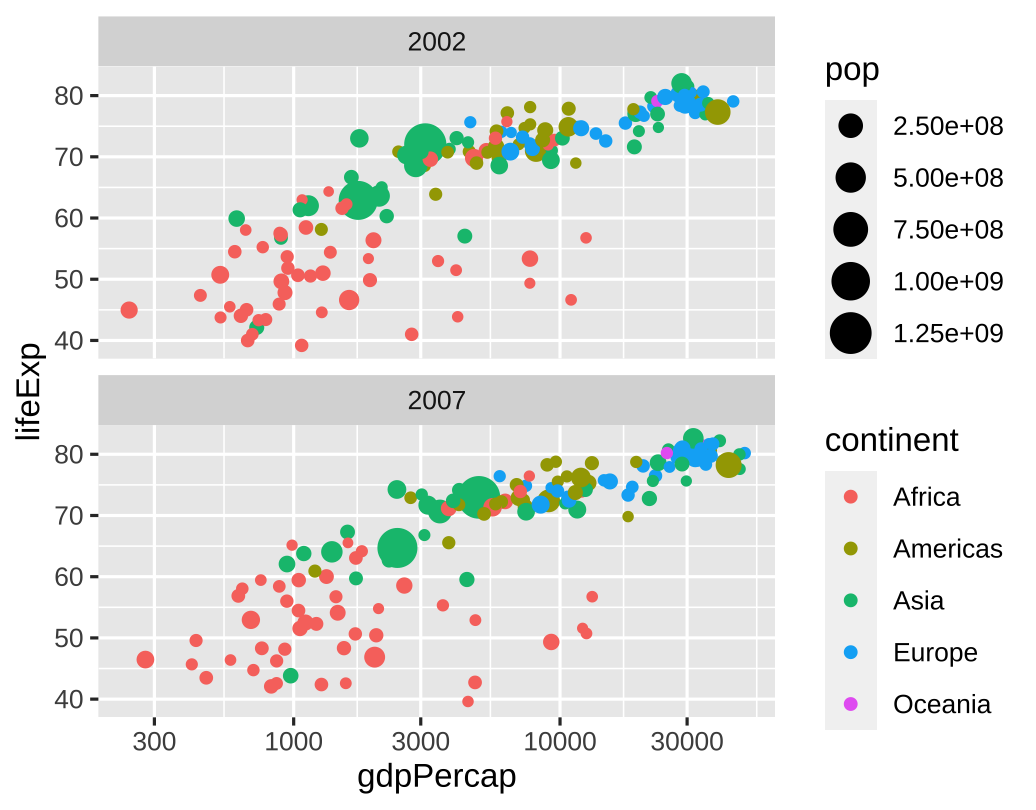 2002
80
70
60
50
40
2007
80
70
60
50
40
300 1000 3000 10000 30000
gdpPercap
lifeExp
pop
2.50e+08
5.00e+08
7.50e+08
1.00e+09
1.25e+09
continent
Africa
Americas
Asia
Europe
Oceania